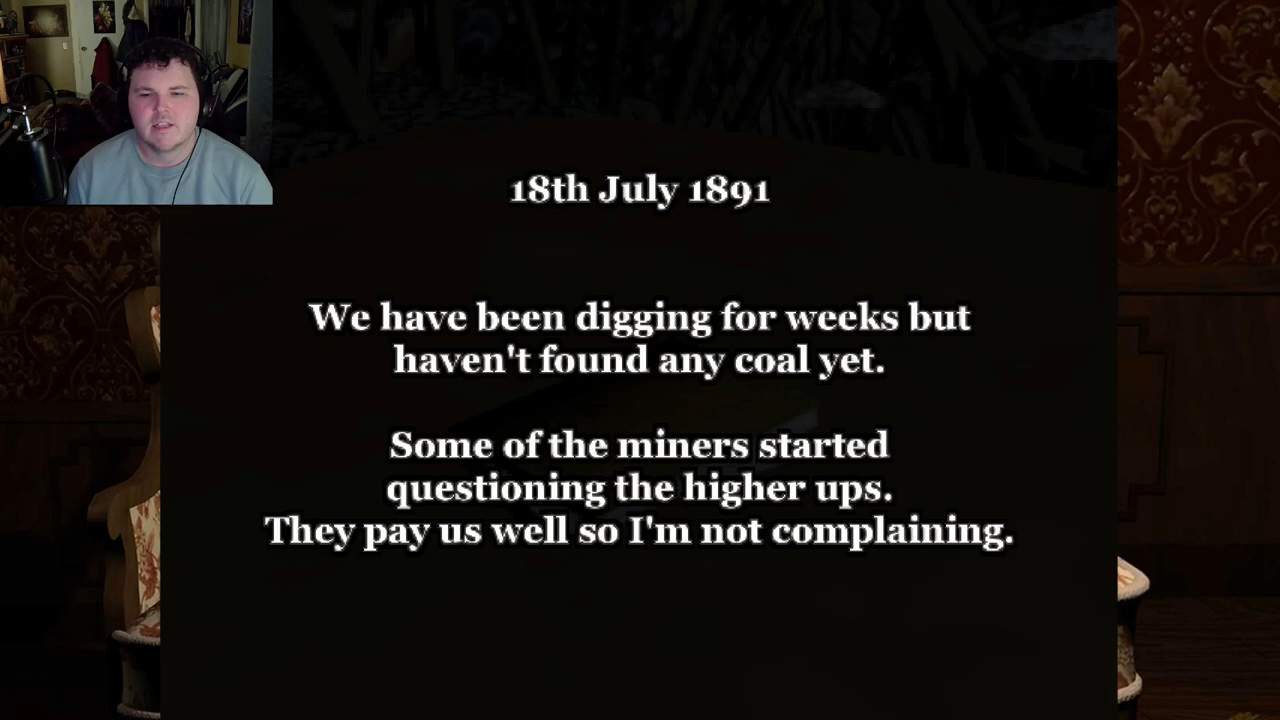 18th July 1891
We have been digging for weeks but
haven't found any coal yet.
Some of the miners started
questioning the higher ups.
They pay us well so I'm not complaining.